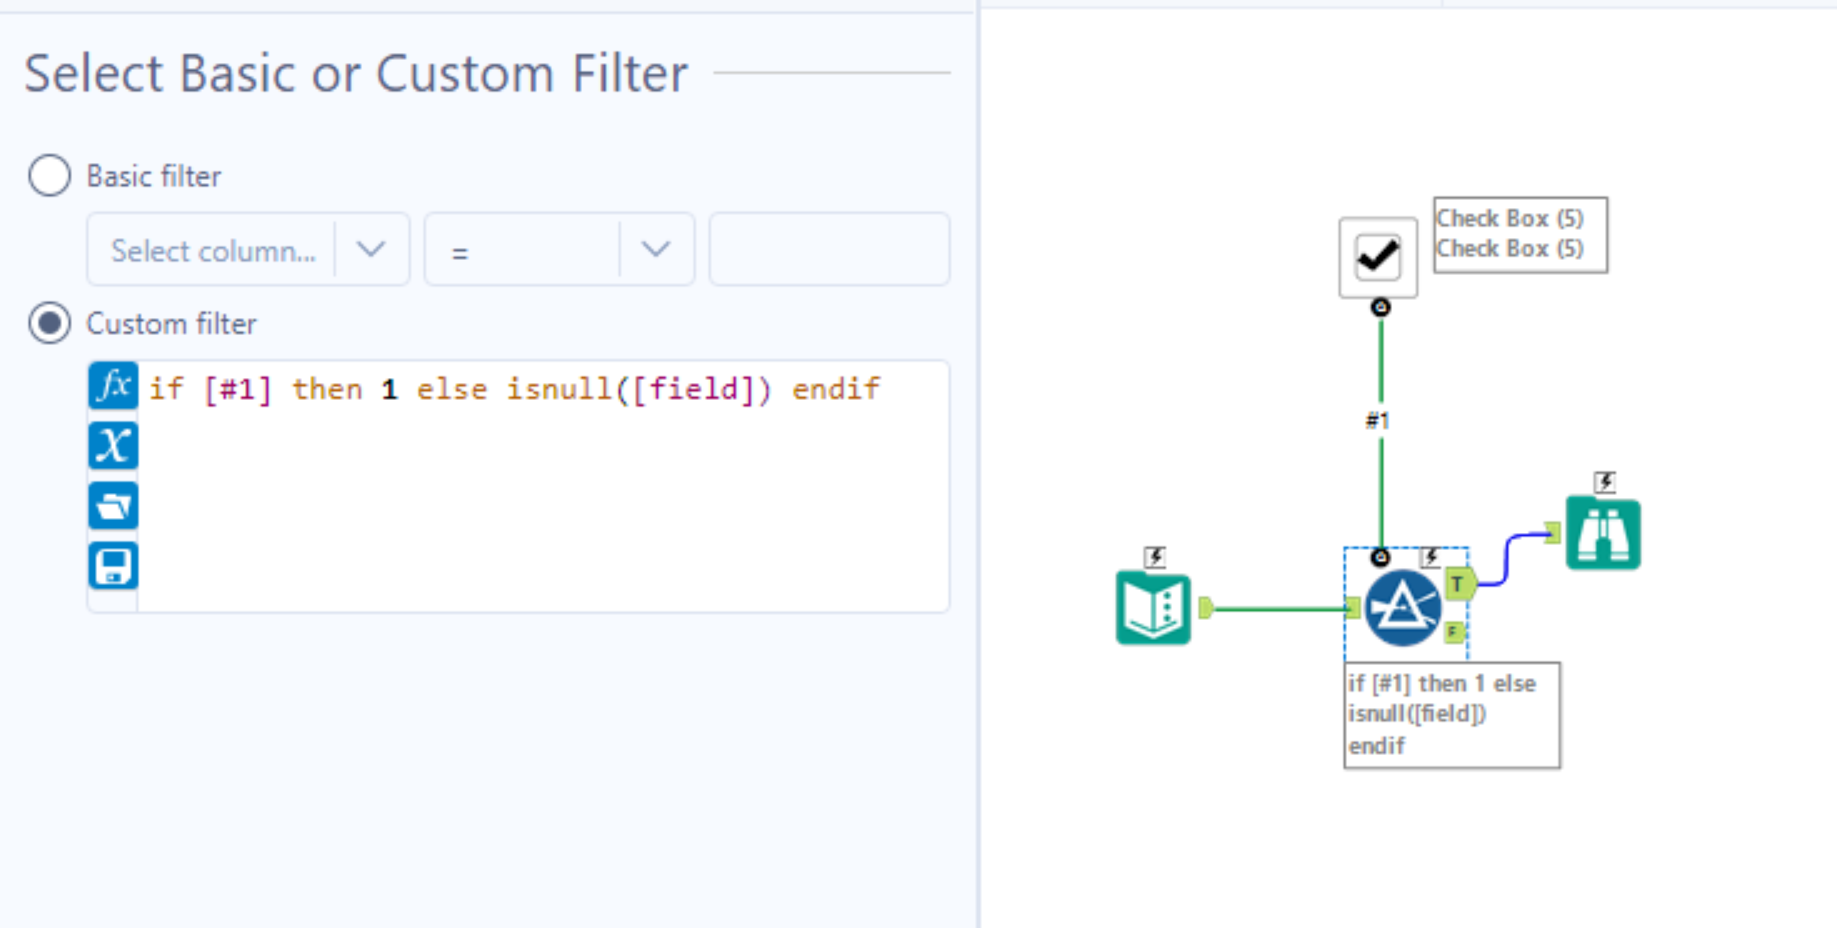 Select Basic or Custom Filter
Basic filter
Select column...
=
Custom filter
fx
if [#1] then 1 else isnull([field]) endif
X
Check Box (5)
Check Box (5)
#1
T
F
if [#1] then 1 else
isnull([field])
endif